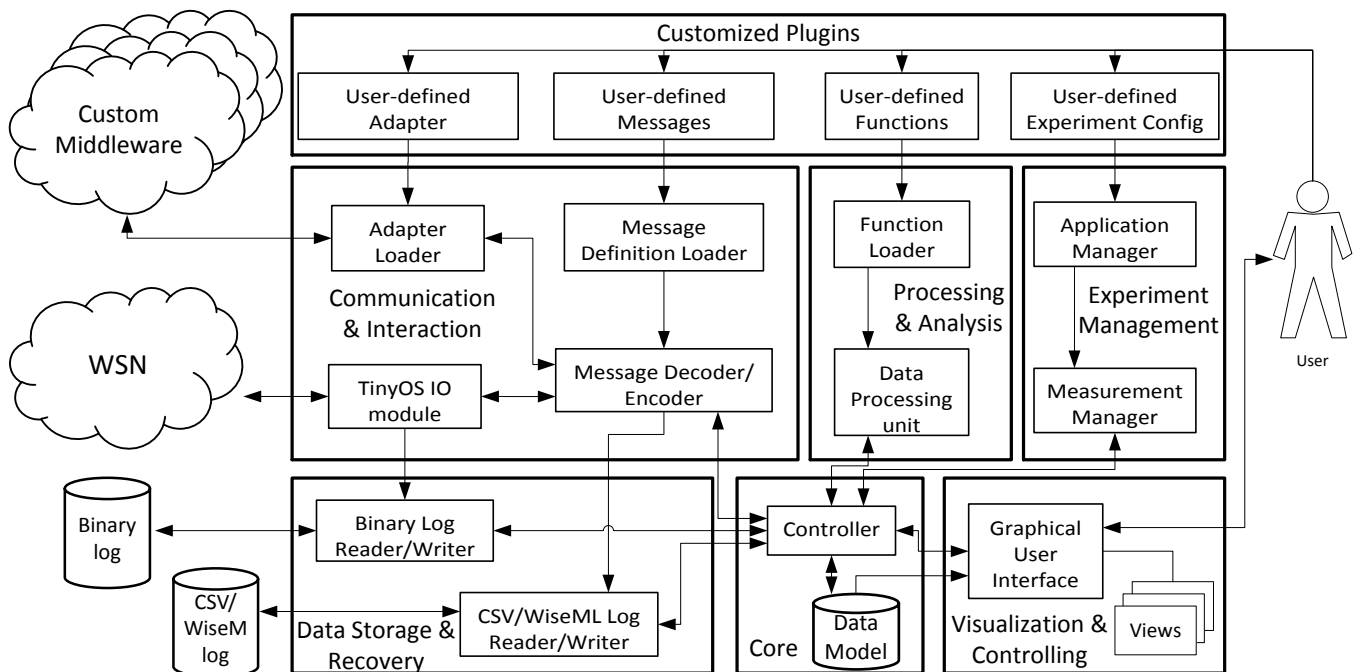 Customized Plugins
Custom
Middleware
User-defined
Adapter
User-defined
Messages
User-defined
Functions
User-defined
Experiment Config
Adapter
Loader
Message
Definition Loader
Function
Loader
Application
Manager
Communication
& Interaction
Processing
& Analysis
Experiment
Management
User
WSN
TinyOS IO
module
Message Decoder/
Encoder
Data
Processing
unit
Measurement
Manager
Binary
log
Binary Log
Reader/Writer
Controller
Graphical
User
Interface
CSV/
WiseM
log
CSV/WiseML Log
Reader/Writer
Data Storage &
Recovery
Core
Data
Model
Views
Visualization &
Controlling